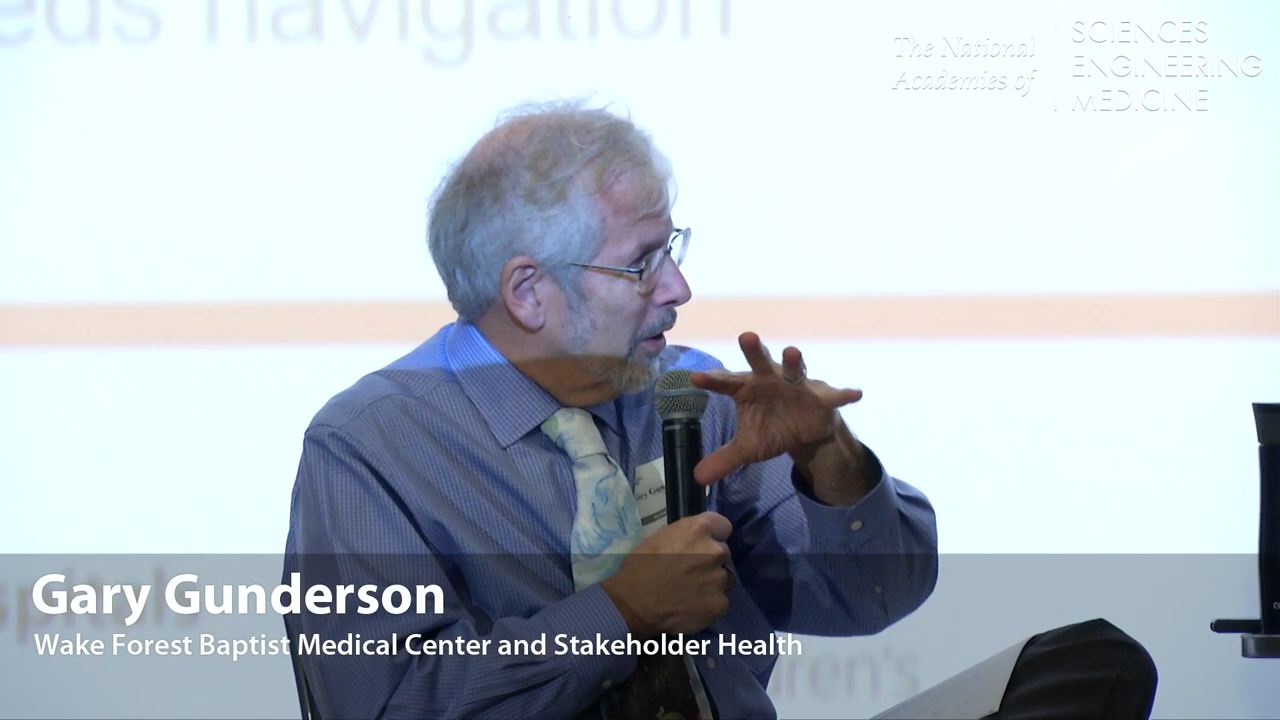 eds navigation
The National
Academies of
SCIENCES
ENGINEERING
MEDICINE
Gary Gunderson
Wake Forest Baptist Medical Center and Stakeholder Health